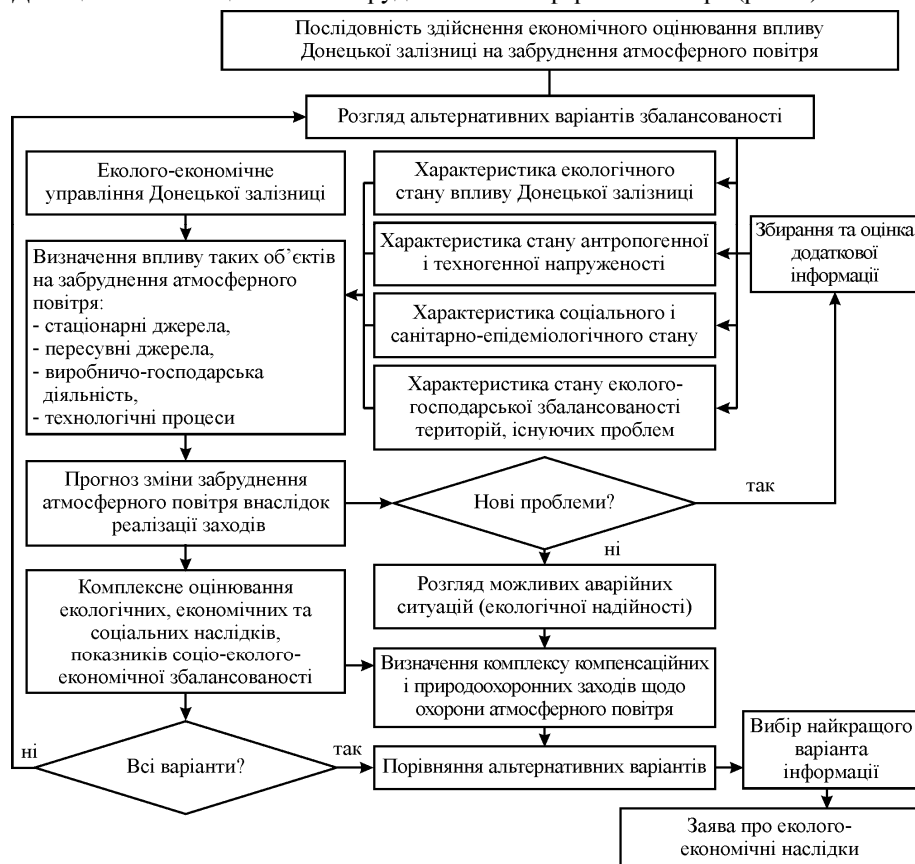 Послідовність здійснення економічного оцінювання впливу
Донецької залізниці на забруднення атмосферного повітря
Розгляд альтернативних варіантів збалансованості
Еколого-економічне
управління Донецької залізниці
Характеристика екологічного
стану впливу Донецької залізниці
Визначення впливу таких об’єктів
на забруднення атмосферного
повітря:
- стаціонарні джерела,
- пересувні джерела,
- виробничо-господарська
діяльність,
- технологічні процеси
Характеристика стану антропогенної
і техногенної напруженості
Збирання та оцінка
додаткової
інформації
Характеристика соціального і
санітарно-епідеміологічного стану
Характеристика стану еколого-
господарської збалансованості
територій, існуючих проблем
Прогноз зміни забруднення
атмосферного повітря внаслідок
реалізації заходів
Нові проблеми?
так
ні
Комплексне оцінювання
екологічних, економічних та
соціальних наслідків,
показників соціо-еколого-
економічної збалансованості
Розгляд можливих аварійних
ситуацій (екологічної надійності)
Визначення комплексу компенсаційних
і природоохоронних заходів щодо
охорони атмосферного повітря
ні
Всі варіанти?
так
Порівняння альтернативних варіантів
Вибір найкращого
варіанта
інформації
Заява про еколого-
економічні наслідки